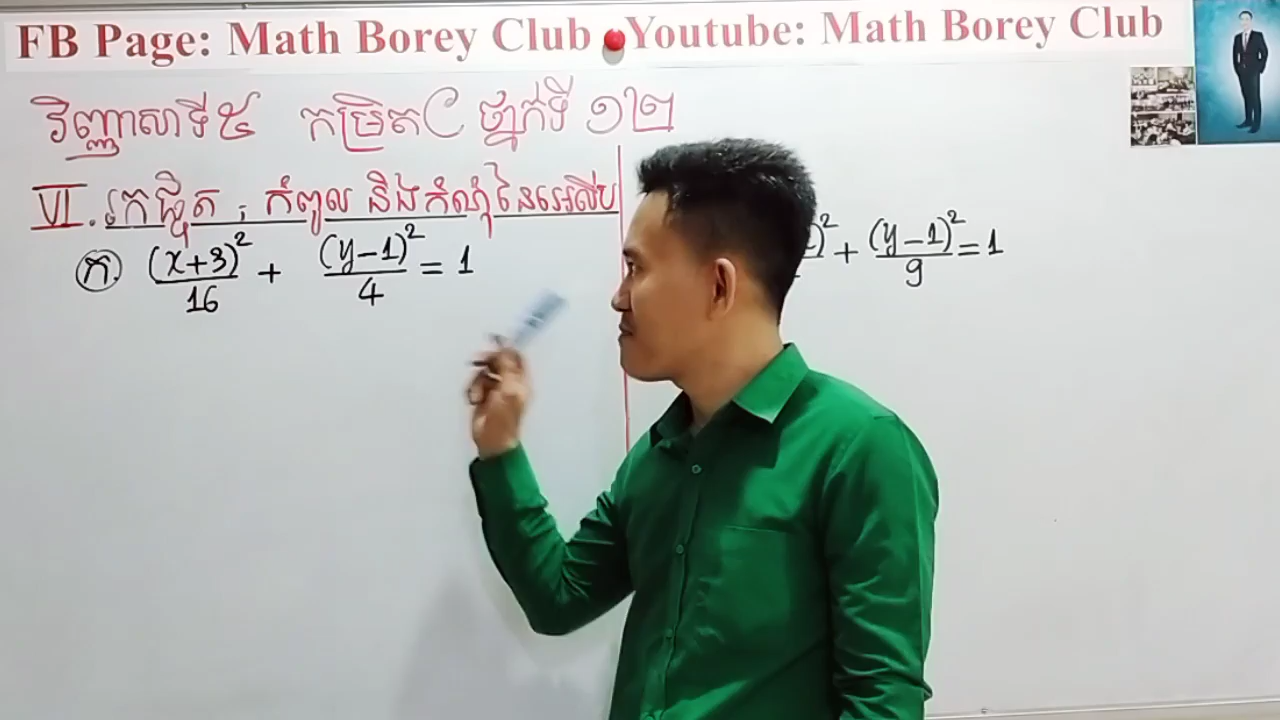 FB Page: Math Borey Club Youtube: Math Borey Club
វិញ្ញាសាទី៥ កម្រិតC ថ្នាក់ទី ១២
VI. រកផ្ចិត , កំពូល និងកំណុំនៃអេលីប
ក. (x+3)²/16 + (y-1)²/4 = 1
)² + (y-1)²/9 = 1